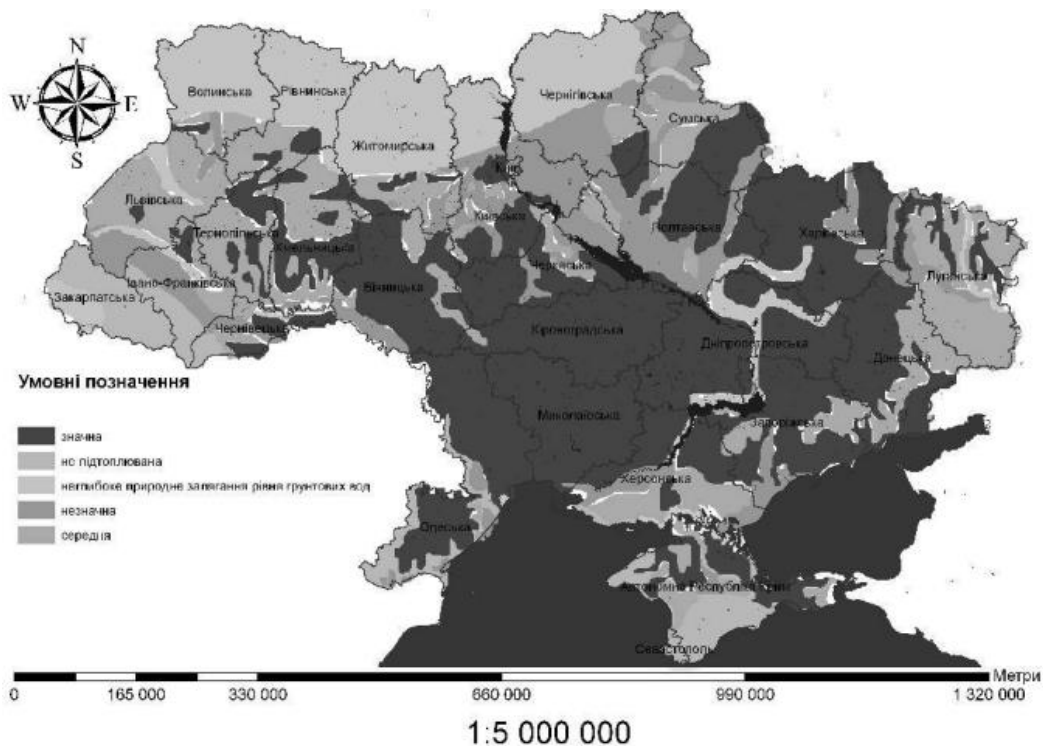 N
W
E
S
Волинська
Рівнинська
Житомирська
Чернігівська
Сумська
Київ
Київська
Львівська
Тернопільська
Хмельницька
Вінницька
Черкаська
Полтавська
Харківська
Луганська
Закарпатська
Івано-Франківська
Чернівецька
Кіровоградська
Дніпропетровська
Донецька
Миколаївська
Запорізька
Херсонська
Одеська
Автономна Республіка Крим
Севастополь
Умовні позначення
значна
не підтоплювана
неглибоке природне залягання рівня грунтових вод
незначна
середня
Метри
0 165 000 330 000 660 000 990 000 1 320 000
1:5 000 000